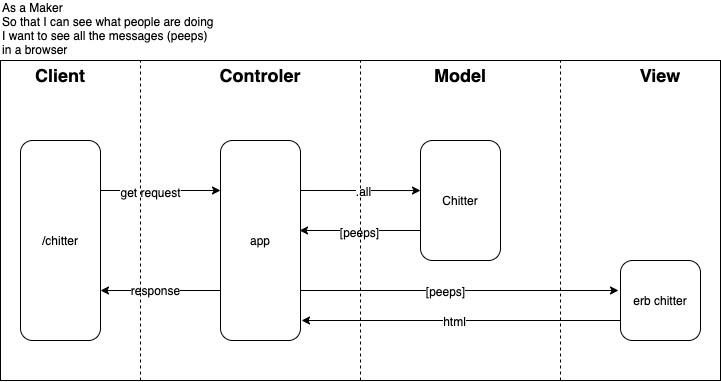 As a Maker
So that I can see what people are doing
I want to see all the messages (peeps)
in a browser
Client
Controler
Model
View
get request
.all
Chitter
/chitter
app
[peeps]
response
[peeps]
erb chitter
html